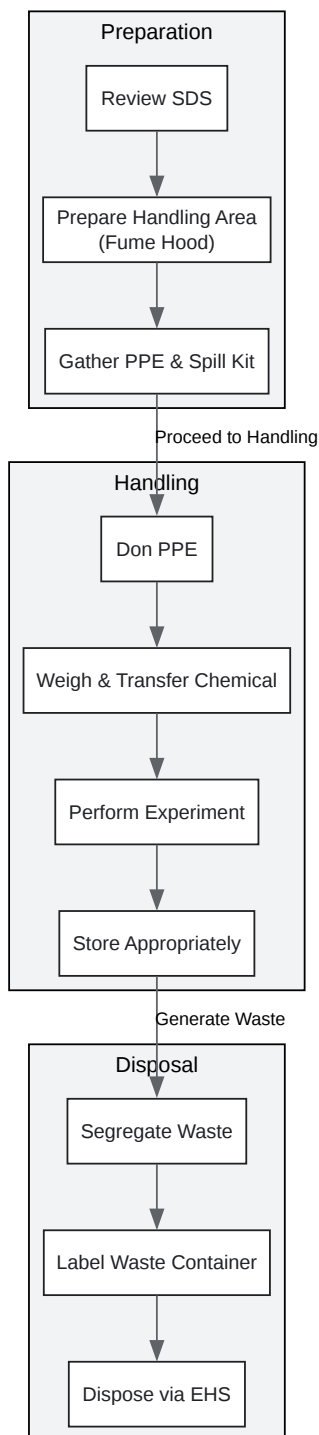 Preparation
Review SDS
Prepare Handling Area
(Fume Hood)
Gather PPE & Spill Kit
Proceed to Handling
Handling
Don PPE
Weigh & Transfer Chemical
Perform Experiment
Store Appropriately
Generate Waste
Disposal
Segregate Waste
Label Waste Container
Dispose via EHS